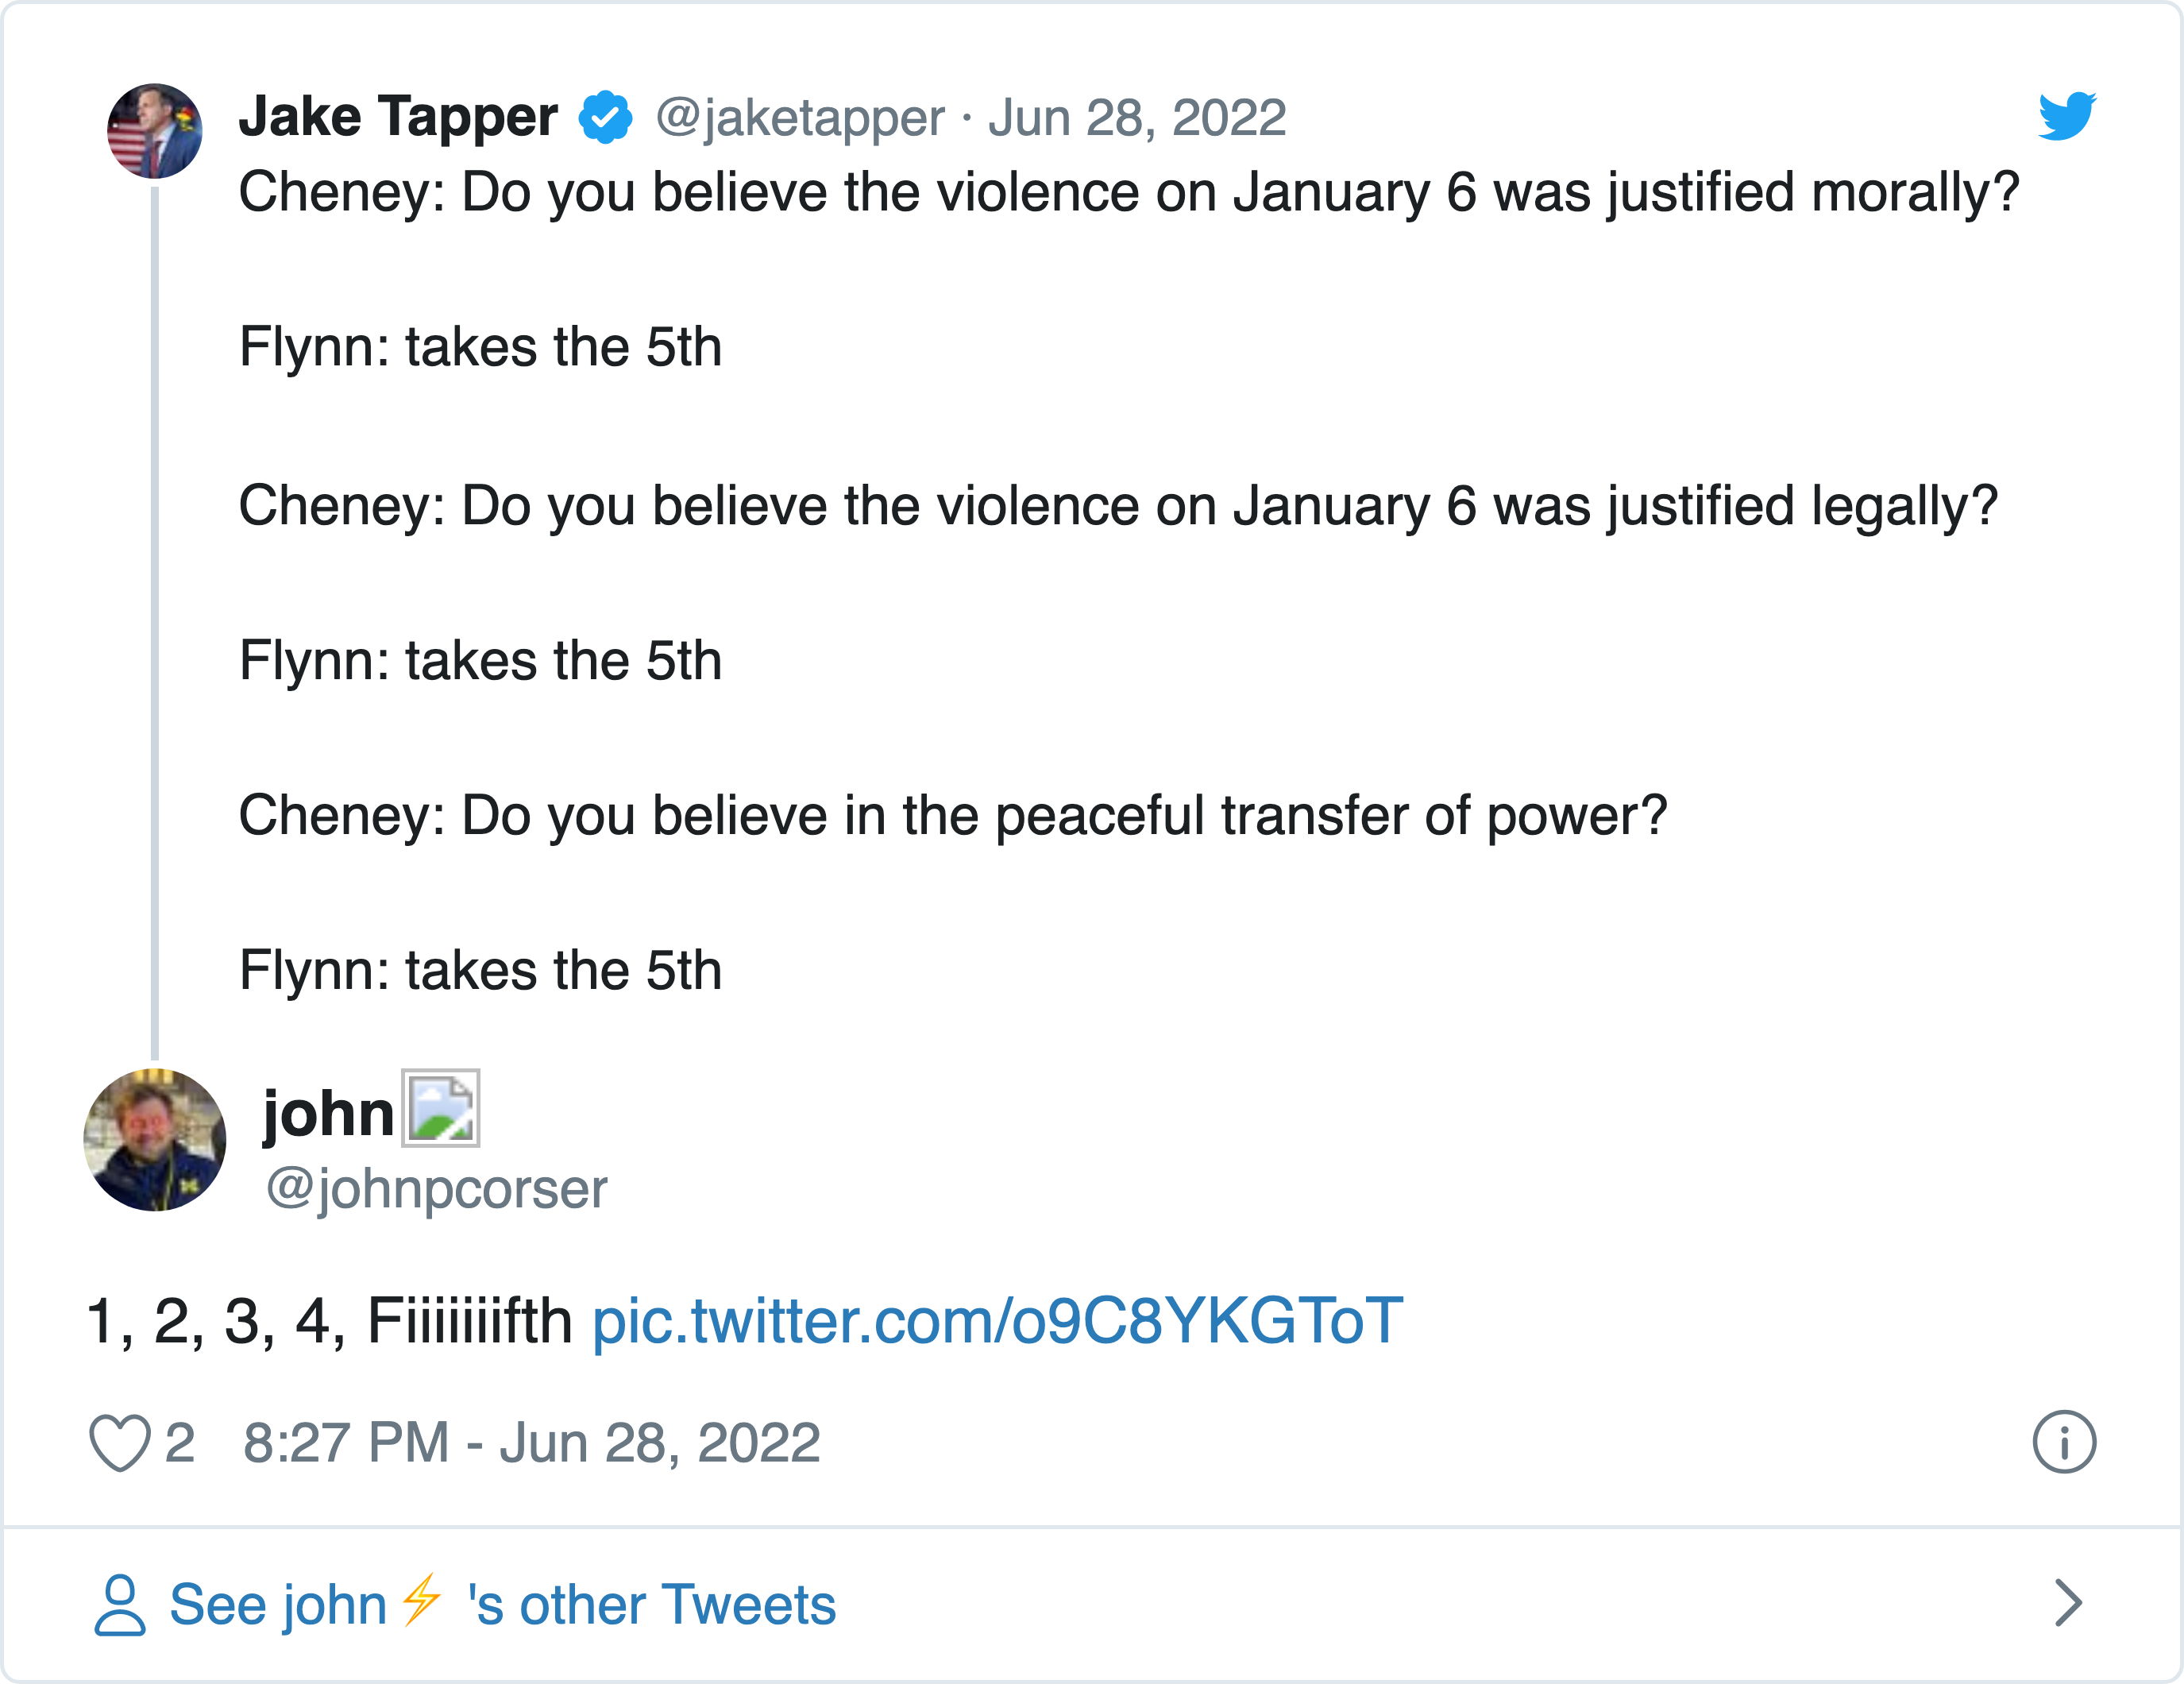 Jake Tapper @jaketapper · Jun 28, 2022
Cheney: Do you believe the violence on January 6 was justified morally?
Flynn: takes the 5th
Cheney: Do you believe the violence on January 6 was justified legally?
Flynn: takes the 5th
Cheney: Do you believe in the peaceful transfer of power?
Flynn: takes the 5th
john
@johnpcorser
1, 2, 3, 4, Fiiiiiiifth pic.twitter.com/o9C8YKGToT
2 8:27 PM - Jun 28, 2022
See john⚡ 's other Tweets